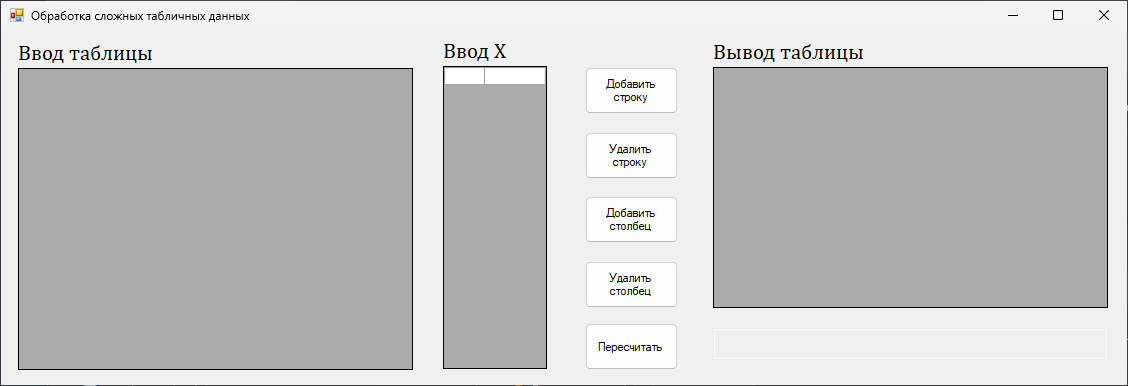 Обработка сложных табличных данных
Ввод таблицы
Ввод X
Вывод таблицы
Добавить
строку
Удалить
строку
Добавить
столбец
Удалить
столбец
Пересчитать